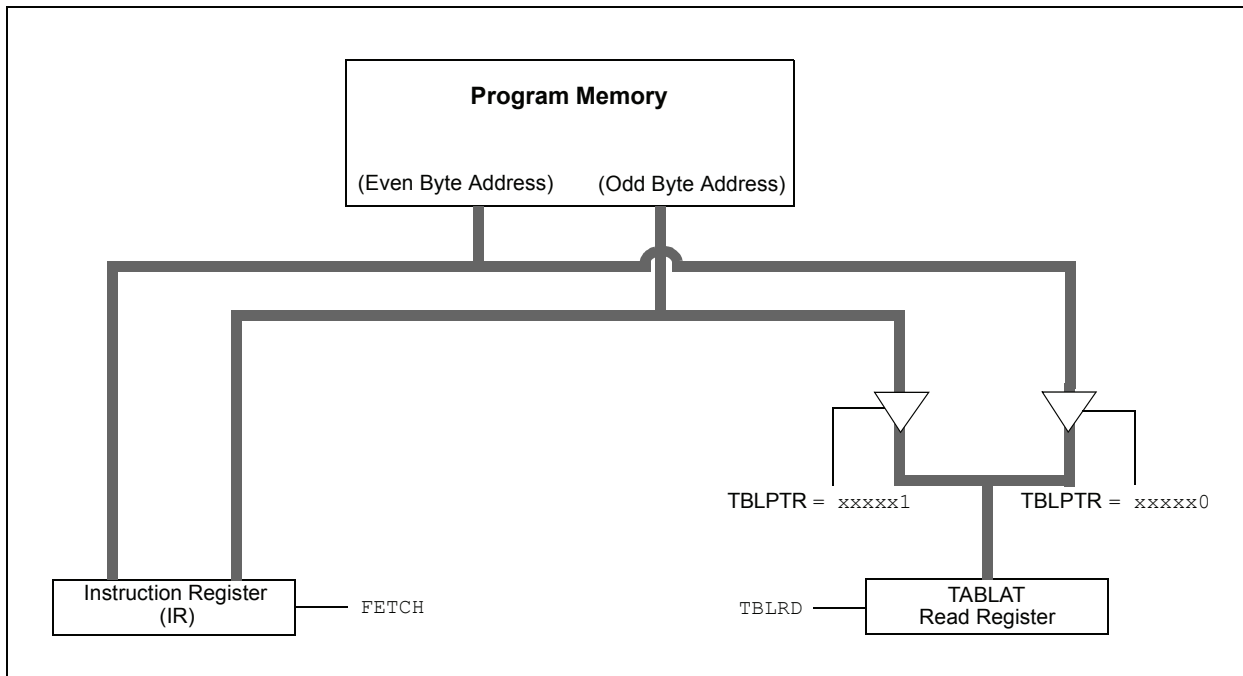 Program Memory
(Even Byte Address)
(Odd Byte Address)
TBLPTR = xxxxx1
TBLPTR = xxxxx0
Instruction Register
(IR)
FETCH
TBLRD
TABLAT
Read Register